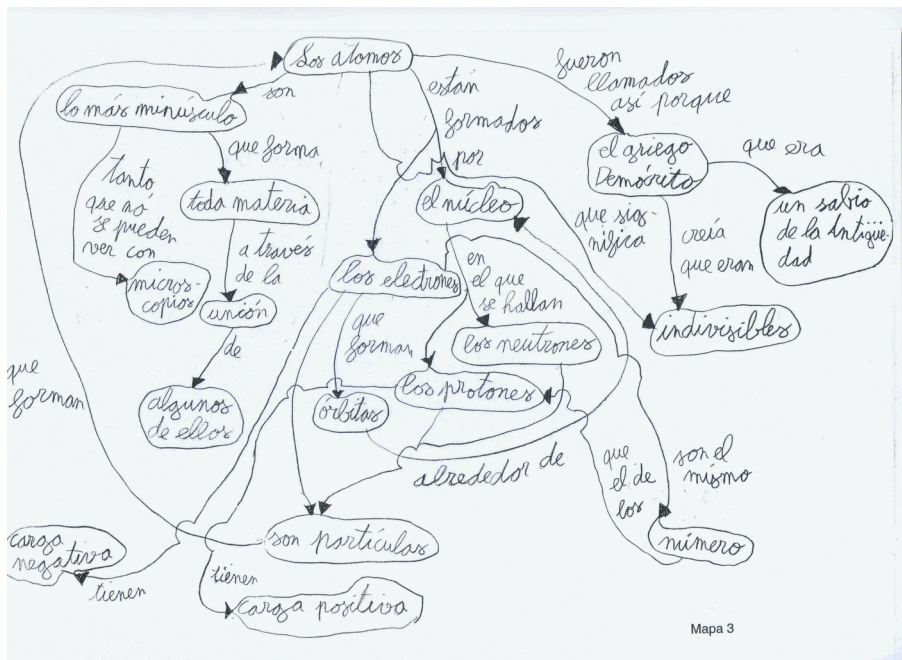 los atomos
son
están
formados
por
fueron
llamados
así porque
lo más minúsculo
que forma
tanto
que no
se pueden
ver con
micros-
copios
toda materia
a través
de la
unión
de
algunos
de ellos
el núcleo
el griego
Demócrito
que era
un sabio
de la Antigüe-
dad
que sig-
nifica
creía
que eran
indivisibles
los electrones
en
el que
se hallan
los neutrones
que
forman
órbitas
los protones
alrededor de
que
el de
los
son el
mismo
número
que
forman
son partículas
carga
negativa
tienen
tienen
carga positiva
Mapa 3